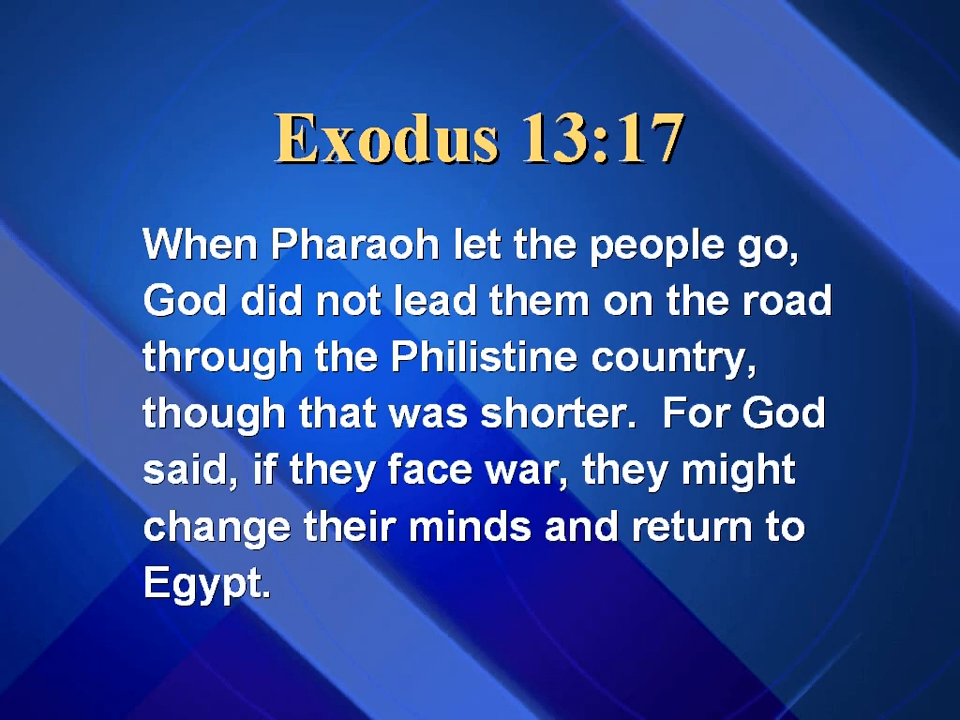 Exodus 13:17
When Pharaoh let the people go,
God did not lead them on the road
through the Philistine country,
though that was shorter.  For God
said, if they face war, they might
change their minds and return to
Egypt.